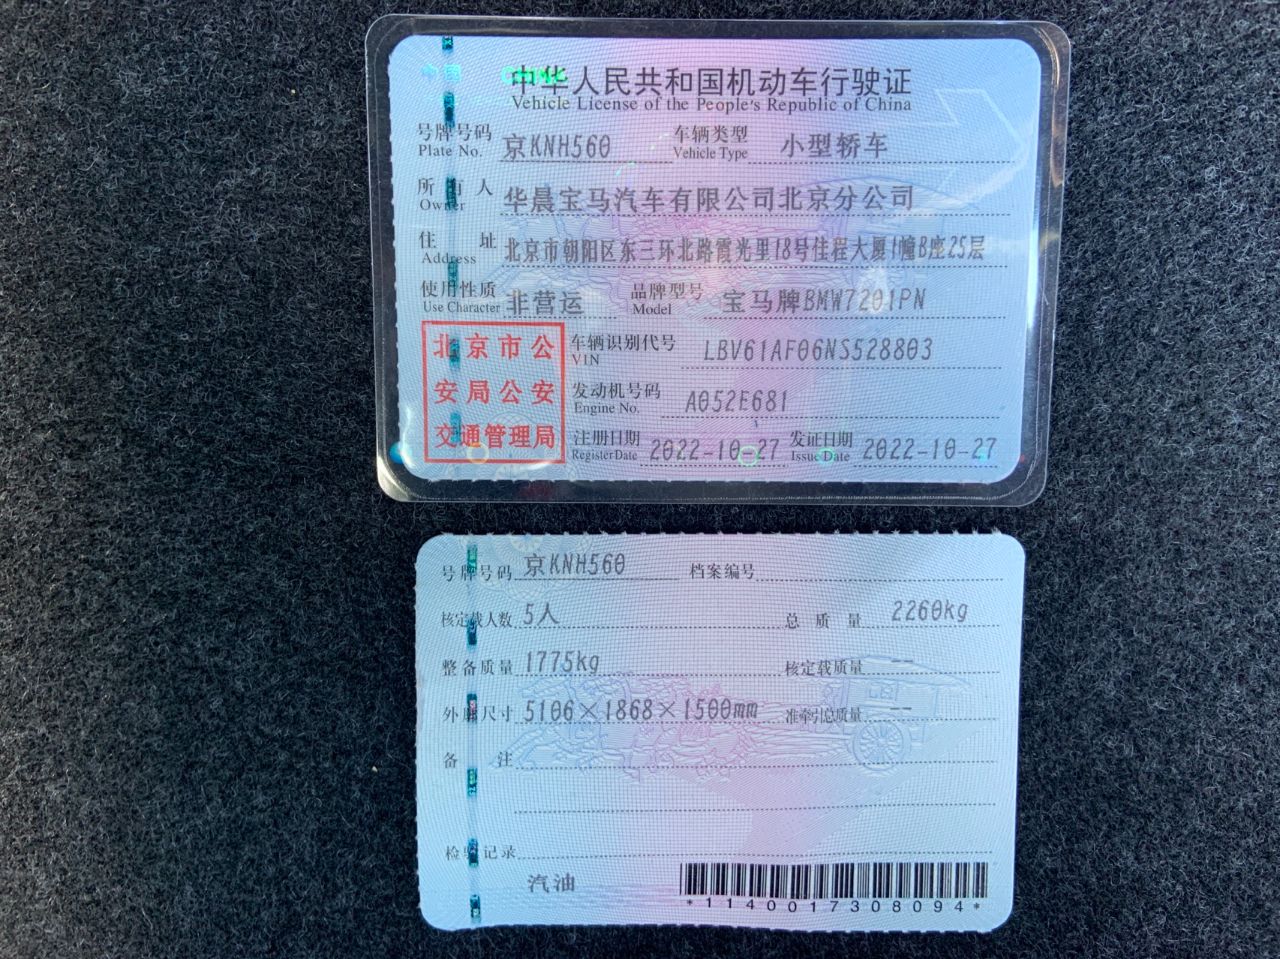 中华人民共和国机动车行驶证
Vehicle License of the People's Republic of China
号牌号码 京KNH560 车辆类型 小型轿车
Plate No. Vehicle Type
所有人 华晨宝马汽车有限公司北京分公司
Owner
住址 北京市朝阳区东三环北路霞光里18号佳程大厦1幢B座25层
Address
使用性质 非营运 品牌型号 宝马牌BMW7201PN
Use Character Model
北京市公安局公安交通管理局
车辆识别代号 LBV61AF06NS528803
VIN
发动机号码 A052E681
Engine No.
注册日期 2022-10-27 发证日期 2022-10-27
Register Date Issue Date
号牌号码 京KNH560 档案编号
核定载人数 5人 总质量 2260kg
整备质量 1775kg 核定载质量 --
外廓尺寸 5106×1868×1500mm 准牵引总质量 --
备注
检验记录
汽油
*1140017308094*